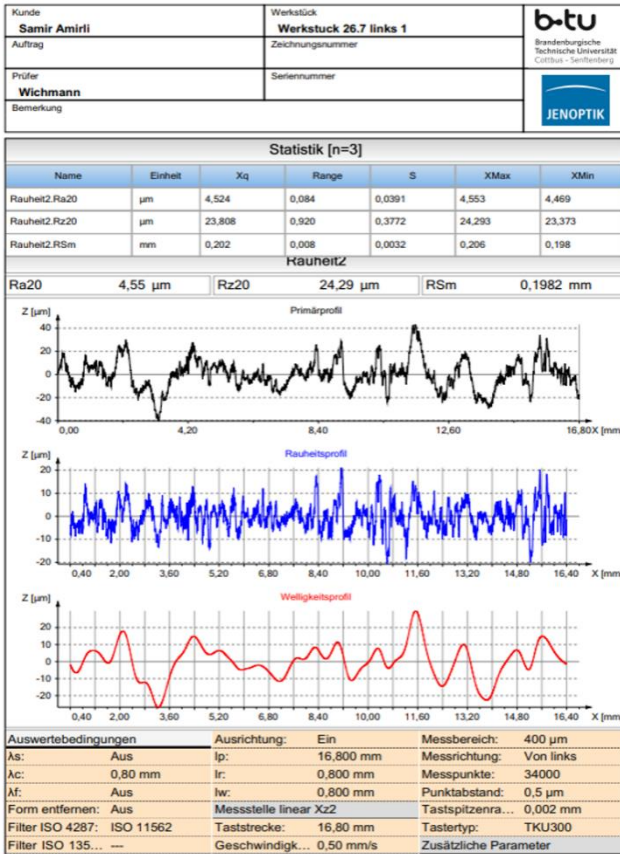 Kunde
Samir Amirli
Werkstück
Werkstuck 26.7 links 1
Auftrag
Zeichnungsnummer
Prüfer
Wichmann
Seriennummer
Bemerkung
b-tu
Brandenburgische
Technische Universität
Cottbus - Senftenberg
JENOPTIK
Statistik [n=3]
Name Einheit Xq Range S XMax XMin
Rauheit2.Ra20 µm 4,524 0,084 0,0391 4,553 4,469
Rauheit2.Rz20 µm 23,808 0,920 0,3772 24,293 23,373
Rauheit2.RSm mm 0,202 0,008 0,0032 0,206 0,198
Rauheit2
Ra20 4,55 µm Rz20 24,29 µm RSm 0,1982 mm
Z [µm] Primärprofil
40
20
0
-20
-40
0,00 4,20 8,40 12,60 16,80X [mm
Z [µm] Rauheitsprofil
20
10
0
-10
-20
0,40 2,00 3,60 5,20 6,80 8,40 10,00 11,60 13,20 14,80 16,40 X [mm
Z [µm] Welligkeitsprofil
20
10
0
-10
-20
0,40 2,00 3,60 5,20 6,80 8,40 10,00 11,60 13,20 14,80 16,40 X [mm
Auswertebedingungen Ausrichtung: Ein Messbereich: 400 µm
λs: Aus lp: 16,800 mm Messrichtung: Von links
λc: 0,80 mm lr: 0,800 mm Messpunkte: 34000
λf: Aus lw: 0,800 mm Punktabstand: 0,5 µm
Form entfernen: Aus Messstelle linear Xz2 Tastspitzenra... 0,002 mm
Filter ISO 4287: ISO 11562 Taststrecke: 16,80 mm Tastertyp: TKU300
Filter ISO 135... --- Geschwindigk... 0,50 mm/s Zusätzliche Parameter